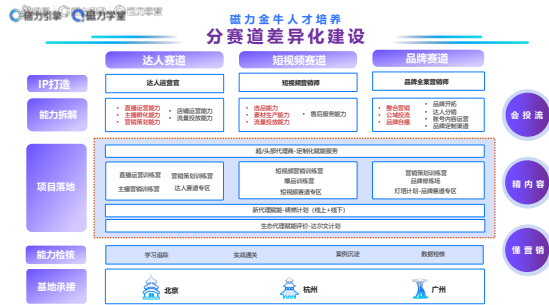 磁力引擎 磁力学堂
磁力金牛人才培养
分赛道差异化建设
达人赛道 短视频赛道 品牌赛道
IP打造 达人运营官 短视频营销师 品牌全案营销师
能力拆解
直播运营能力
主播孵化能力
营销策划能力
店铺运营能力
流量投放能力
选品能力
素材生产能力
流量投放能力
售后服务能力
整合营销
公域投流
品牌自播
品牌开拓
达人分销
账号内容运营
品牌定制渠道
项目落地
超/头部代理商-定制化赋能服务
直播运营训练营 营销策划训练营
主播营销训练营 达人赛道专区
短视频营销训练营
爆品训练营
短视频赛道专区
营销策划训练营
品牌修炼场
灯塔计划-品牌赛道专区
新代理赋能-磅礴计划（线上+线下）
生态代理赋能评价-达尔文计划
能力检核 学习追踪 实战通关 案例沉淀 数据检核
基地承接 北京 杭州 广州
会投流
精内容
懂营销